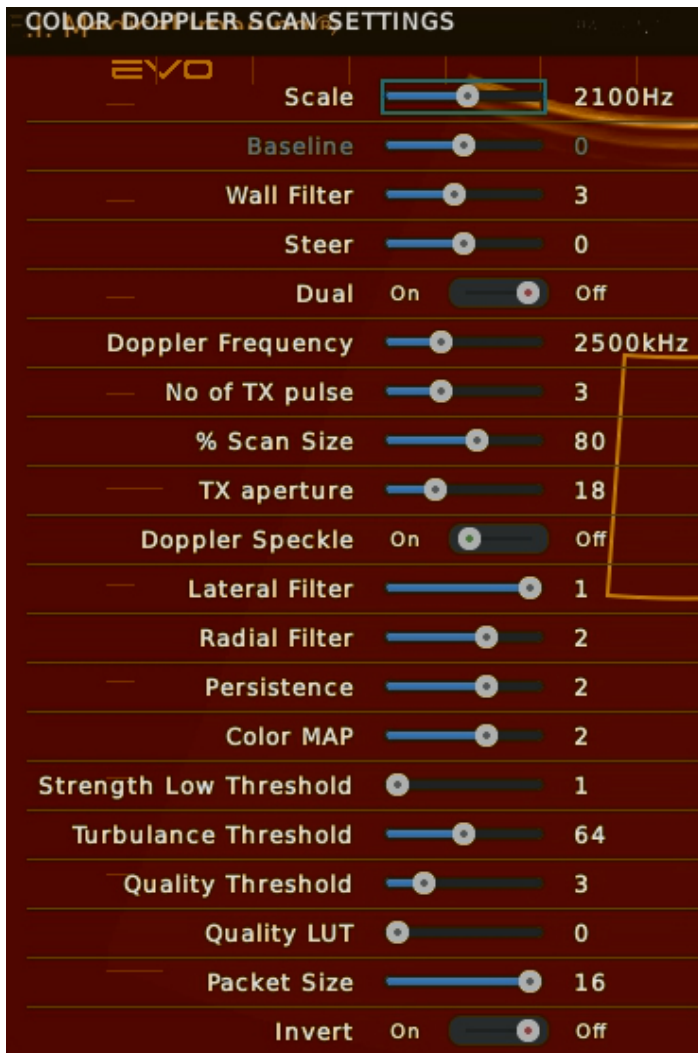 COLOR DOPPLER SCAN SETTINGS
EVO
Scale 2100Hz
Baseline 0
Wall Filter 3
Steer 0
Dual On Off
Doppler Frequency 2500kHz
No of TX pulse 3
% Scan Size 80
TX aperture 18
Doppler Speckle On Off
Lateral Filter 1
Radial Filter 2
Persistence 2
Color MAP 2
Strength Low Threshold 1
Turbulance Threshold 64
Quality Threshold 3
Quality LUT 0
Packet Size 16
Invert On Off